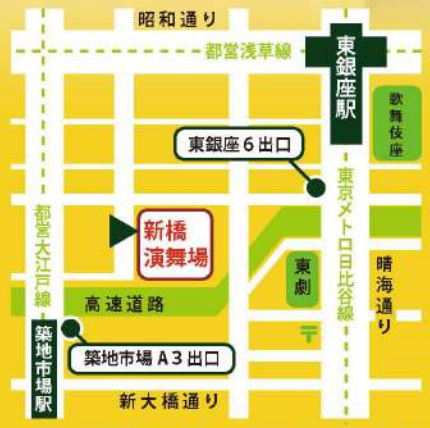 昭和通り
都営浅草線
東銀座駅
歌舞伎座
東銀座6出口
東京メトロ日比谷線
都営大江戸線
新橋
演舞場
東劇
晴海通り
高速道路
築地市場A3出口
築地市場駅
新大橋通り